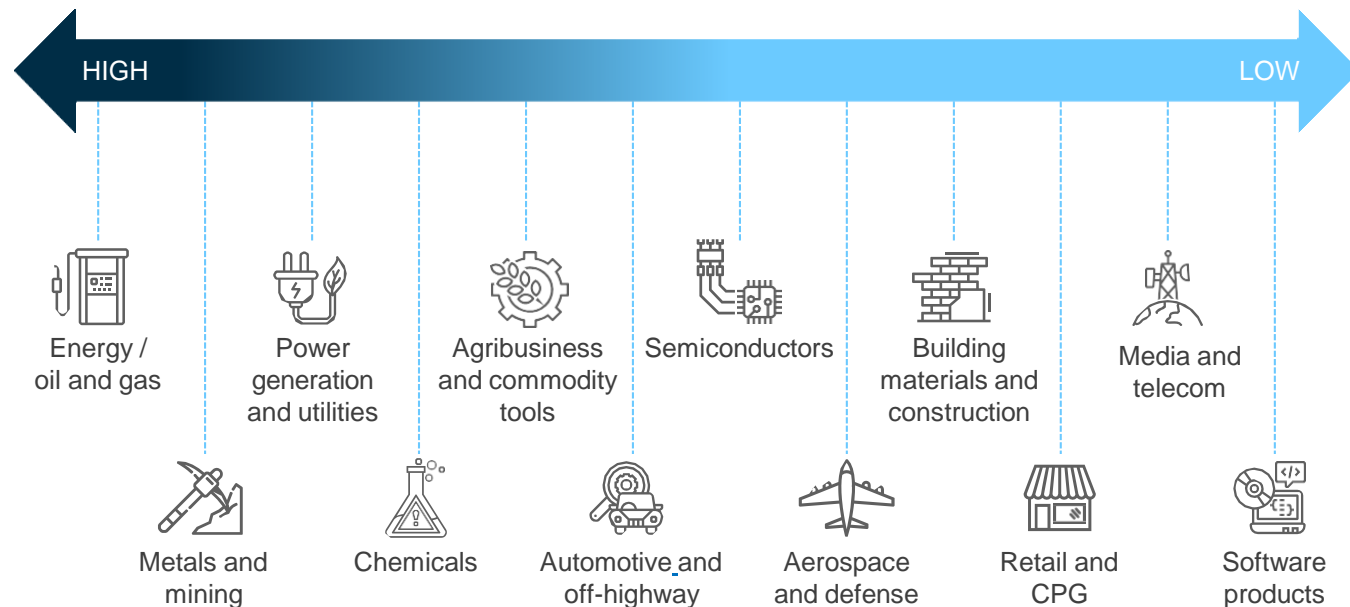 HIGH
LOW
Energy /
oil and gas
Power
generation
and utilities
Agribusiness
and commodity
tools
Semiconductors
Building
materials and
construction
Media and
telecom
</>
Metals and
mining
Chemicals
Automotive and
off-highway
Aerospace
and defense
Retail and
CPG
Software
products